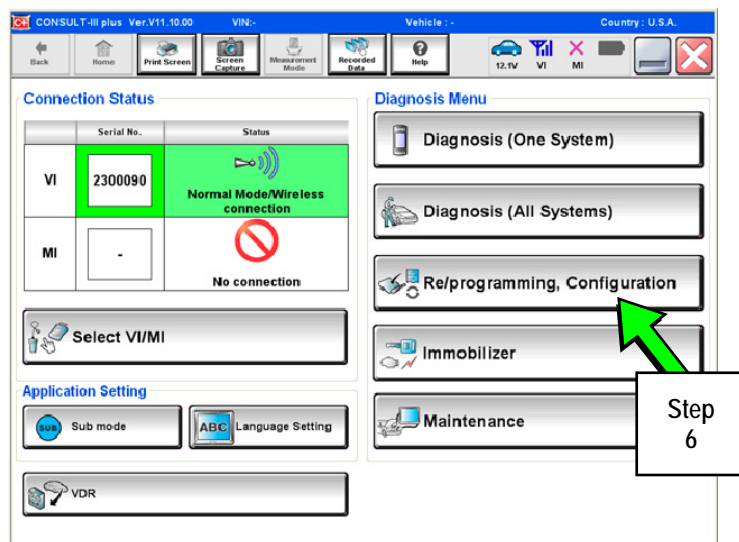 CONSULT-III plus Ver.V11.10.00 VIN:- Vehicle : - Country : U.S.A.
Back
Home
Print Screen
Screen
Capture
Measurement
Mode
Recorded
Data
Help
12.1V
VI
MI
Connection Status
Serial No.
Status
VI
2300090
Normal Mode/Wireless
connection
MI
-
No connection
Select VI/MI
Application Setting
SUB
Sub mode
ABC
Language Setting
VDR
Diagnosis Menu
Diagnosis (One System)
Diagnosis (All Systems)
Re/programming, Configuration
Immobilizer
Maintenance
Step
6